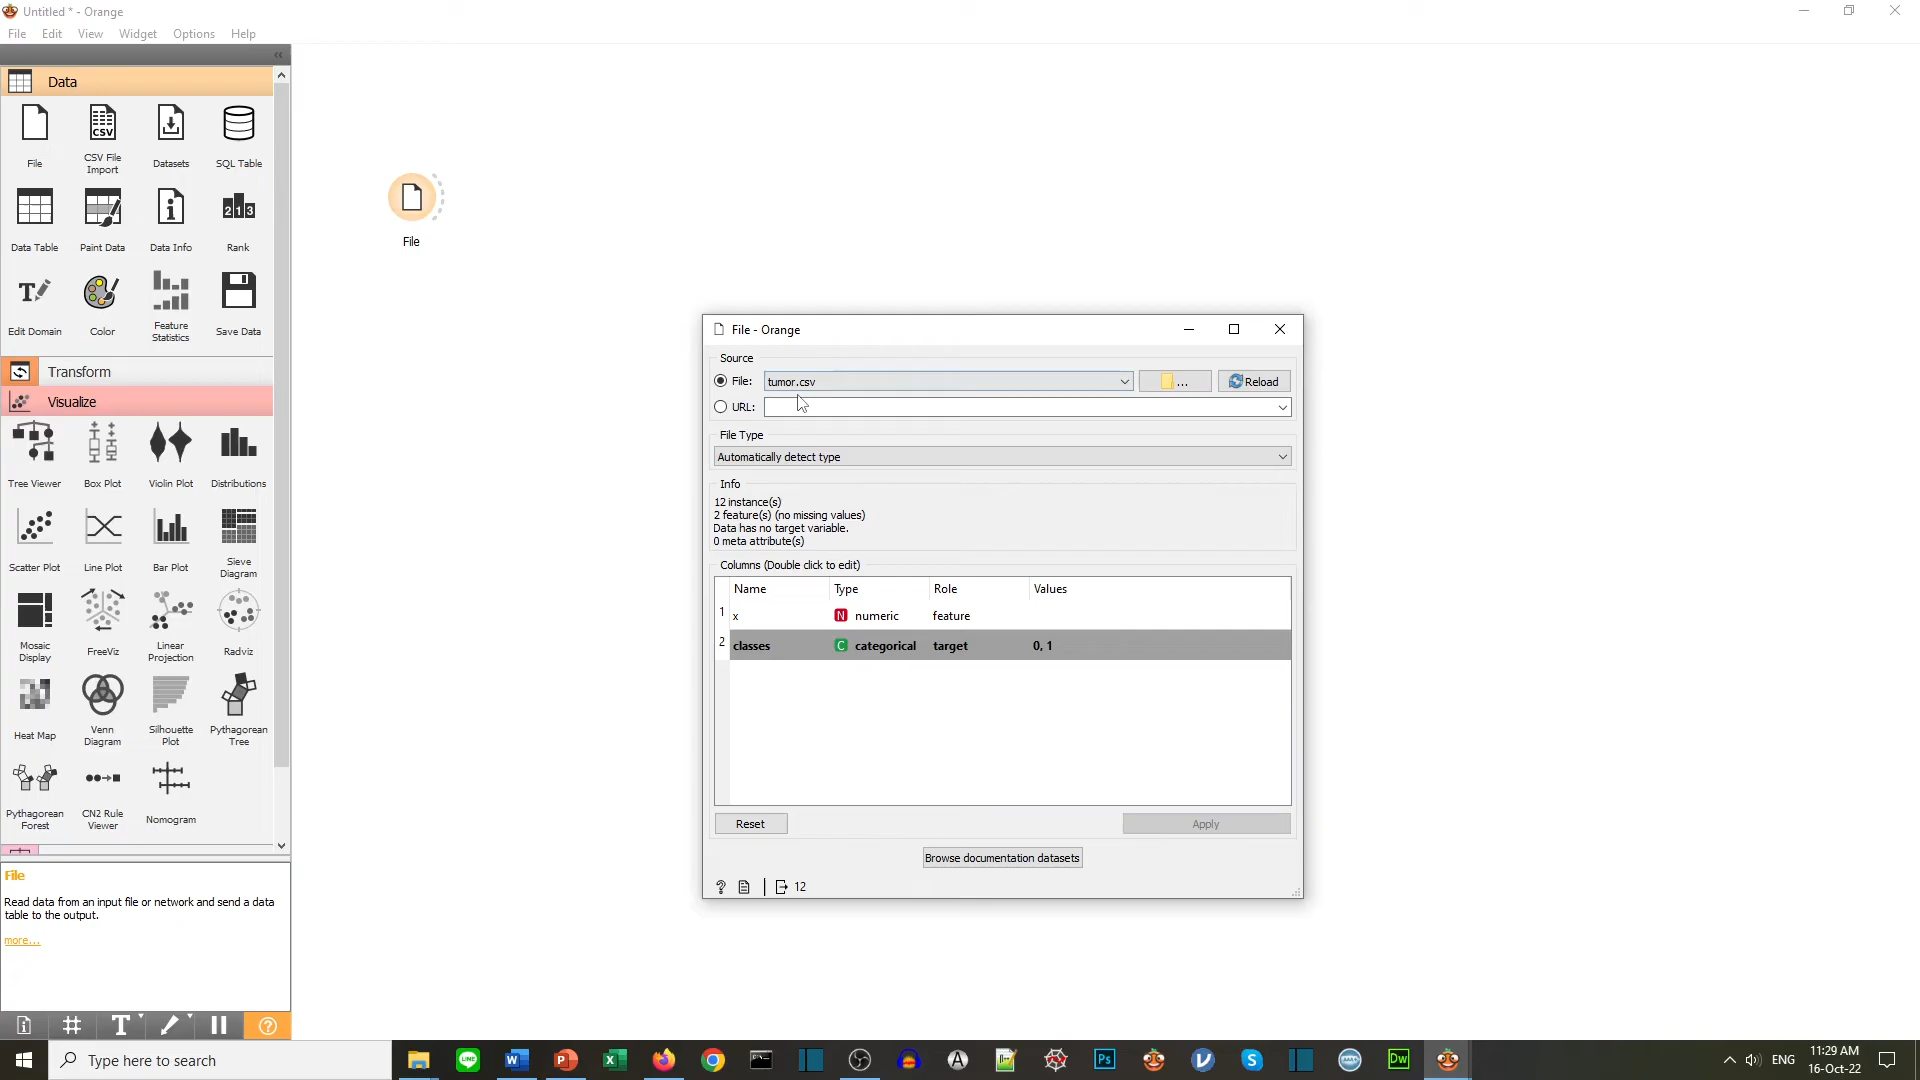 Untitled * - Orange
File Edit View Widget Options Help
Data
File CSV File Import Datasets SQL Table
Data Table Paint Data Data Info Rank
Edit Domain Color Feature Statistics Save Data
Transform
Visualize
Tree Viewer Box Plot Violin Plot Distributions
Scatter Plot Line Plot Bar Plot Sieve Diagram
Mosaic Display FreeViz Linear Projection Radviz
Heat Map Venn Diagram Silhouette Plot Pythagorean Tree
Pythagorean Forest CN2 Rule Viewer Nomogram
File
Read data from an input file or network and send a data
table to the output.
more...
File
File - Orange
Source
File: tumor.csv ... Reload
URL:
File Type
Automatically detect type
Info
12 instance(s)
2 feature(s) (no missing values)
Data has no target variable.
0 meta attribute(s)
Columns (Double click to edit)
Name Type Role Values
1 x N numeric feature
2 classes C categorical target 0, 1
Reset Apply
Browse documentation datasets
? 12
Type here to search
ENG
11:29 AM
16-Oct-22